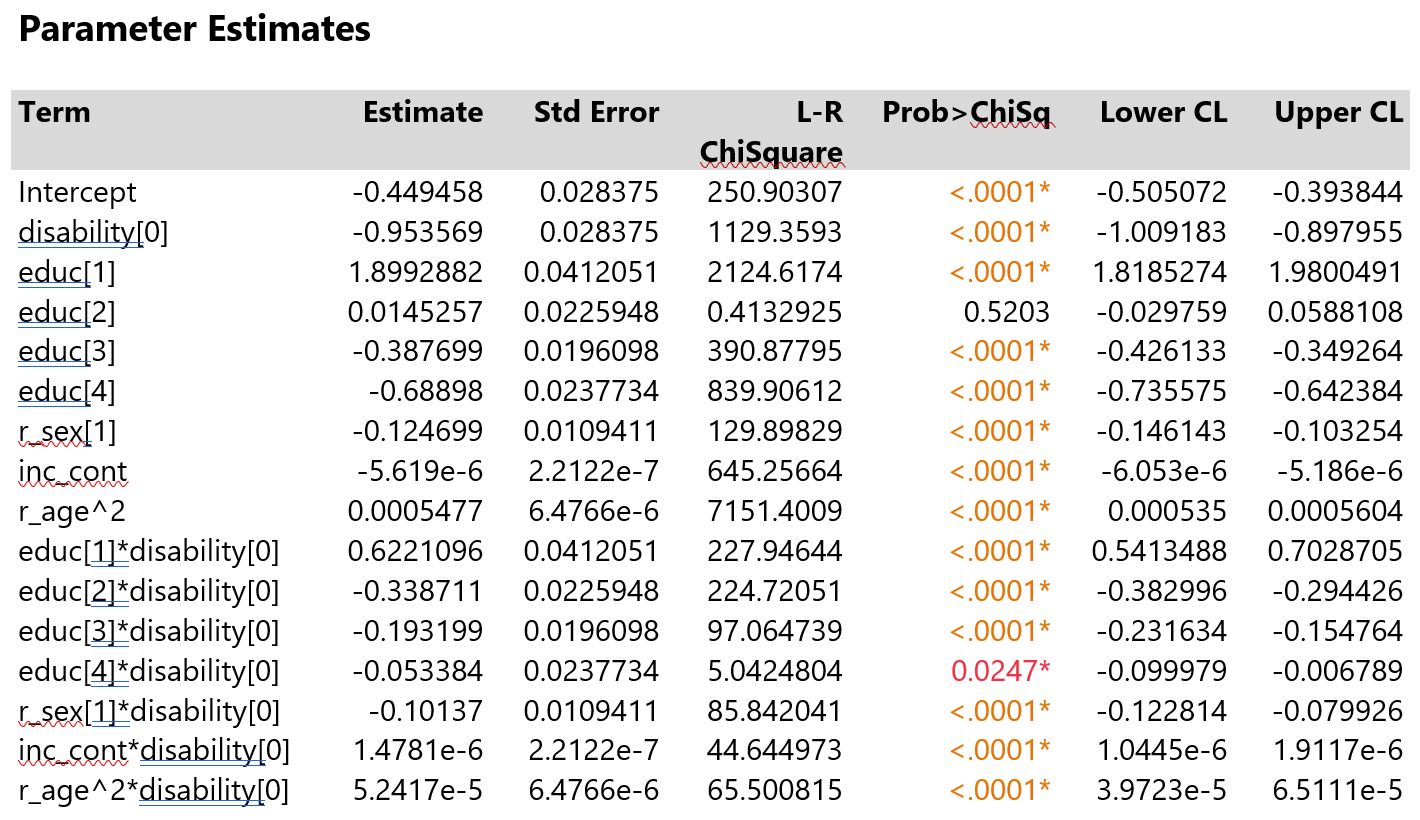 Parameter Estimates
Term Estimate Std Error L-R Prob>ChiSq Lower CL Upper CL
ChiSquare
Intercept -0.449458 0.028375 250.90307 <.0001* -0.505072 -0.393844
disability[0] -0.953569 0.028375 1129.3593 <.0001* -1.009183 -0.897955
educ[1] 1.8992882 0.0412051 2124.6174 <.0001* 1.8185274 1.9800491
educ[2] 0.0145257 0.0225948 0.4132925 0.5203 -0.029759 0.0588108
educ[3] -0.387699 0.0196098 390.87795 <.0001* -0.426133 -0.349264
educ[4] -0.68898 0.0237734 839.90612 <.0001* -0.735575 -0.642384
r_sex[1] -0.124699 0.0109411 129.89829 <.0001* -0.146143 -0.103254
inc_cont -5.619e-6 2.2122e-7 645.25664 <.0001* -6.053e-6 -5.186e-6
r_age^2 0.0005477 6.4766e-6 7151.4009 <.0001* 0.000535 0.0005604
educ[1]*disability[0] 0.6221096 0.0412051 227.94644 <.0001* 0.5413488 0.7028705
educ[2]*disability[0] -0.338711 0.0225948 224.72051 <.0001* -0.382996 -0.294426
educ[3]*disability[0] -0.193199 0.0196098 97.064739 <.0001* -0.231634 -0.154764
educ[4]*disability[0] -0.053384 0.0237734 5.0424804 0.0247* -0.099979 -0.006789
r_sex[1]*disability[0] -0.10137 0.0109411 85.842041 <.0001* -0.122814 -0.079926
inc_cont*disability[0] 1.4781e-6 2.2122e-7 44.644973 <.0001* 1.0445e-6 1.9117e-6
r_age^2*disability[0] 5.2417e-5 6.4766e-6 65.500815 <.0001* 3.9723e-5 6.5111e-5